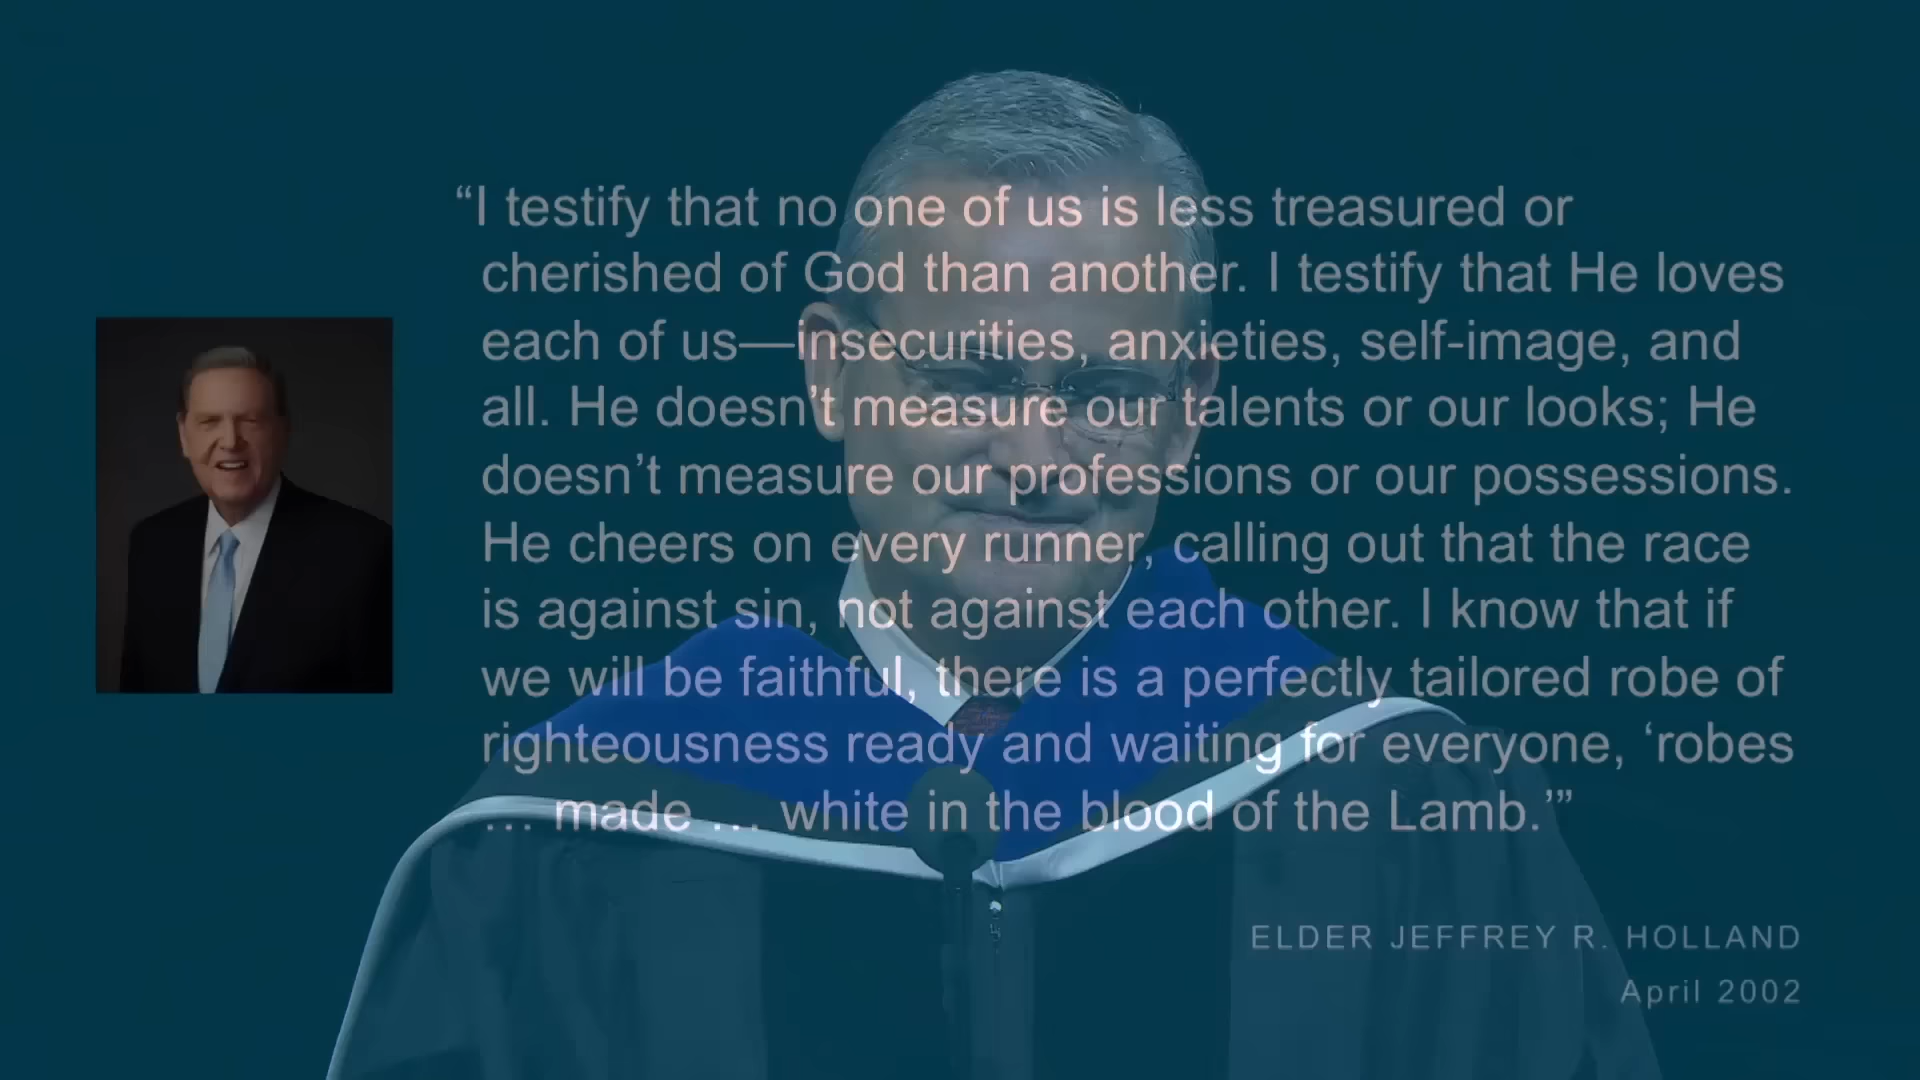 “I testify that no one of us is less treasured or
cherished of God than another. I testify that He loves
each of us—insecurities, anxieties, self-image, and
all. He doesn’t measure our talents or our looks; He
doesn’t measure our professions or our possessions.
He cheers on every runner, calling out that the race
is against sin, not against each other. I know that if
we will be faithful, there is a perfectly tailored robe of
righteousness ready and waiting for everyone, ‘robes
… made … white in the blood of the Lamb.’”
ELDER JEFFREY R. HOLLAND
April 2002